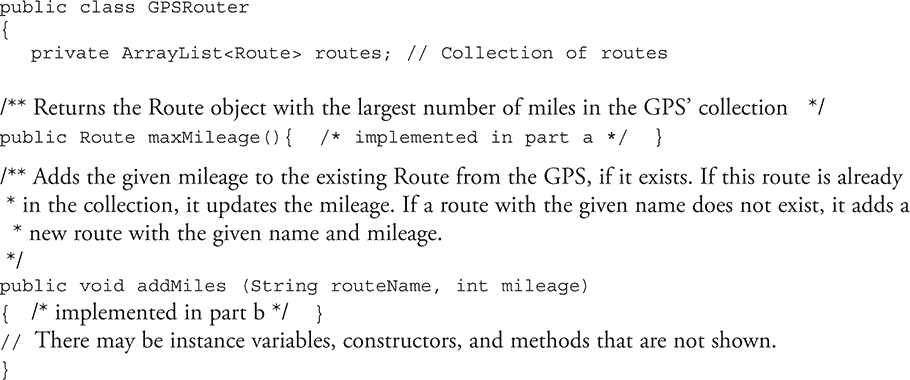 public class GPSRouter
{
private ArrayList<Route> routes; // Collection of routes
/** Returns the Route object with the largest number of miles in the GPS’ collection */
public Route maxMileage(){ /* implemented in part a */ }
/** Adds the given mileage to the existing Route from the GPS, if it exists. If this route is already
* in the collection, it updates the mileage. If a route with the given name does not exist, it adds a
* new route with the given name and mileage.
*/
public void addMiles (String routeName, int mileage)
{ /* implemented in part b */ }
// There may be instance variables, constructors, and methods that are not shown.
}